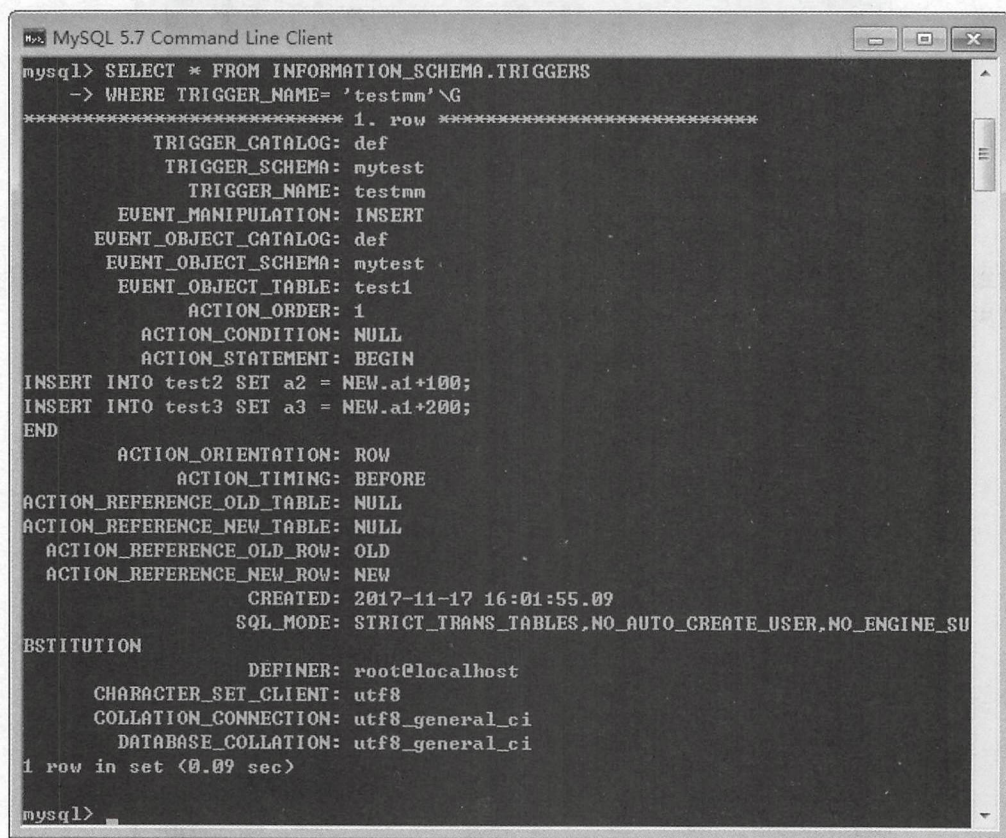 MySQL 5.7 Command Line Client
mysql> SELECT * FROM INFORMATION_SCHEMA.TRIGGERS
-> WHERE TRIGGER_NAME= 'testmm'\G
*************************** 1. row ***************************
TRIGGER_CATALOG: def
TRIGGER_SCHEMA: mytest
TRIGGER_NAME: testmm
EVENT_MANIPULATION: INSERT
EVENT_OBJECT_CATALOG: def
EVENT_OBJECT_SCHEMA: mytest
EVENT_OBJECT_TABLE: test1
ACTION_ORDER: 1
ACTION_CONDITION: NULL
ACTION_STATEMENT: BEGIN
INSERT INTO test2 SET a2 = NEW.a1+100;
INSERT INTO test3 SET a3 = NEW.a1+200;
END
ACTION_ORIENTATION: ROW
ACTION_TIMING: BEFORE
ACTION_REFERENCE_OLD_TABLE: NULL
ACTION_REFERENCE_NEW_TABLE: NULL
ACTION_REFERENCE_OLD_ROW: OLD
ACTION_REFERENCE_NEW_ROW: NEW
CREATED: 2017-11-17 16:01:55.09
SQL_MODE: STRICT_TRANS_TABLES,NO_AUTO_CREATE_USER,NO_ENGINE_SU
BSTITUTION
DEFINER: root@localhost
CHARACTER_SET_CLIENT: utf8
COLLATION_CONNECTION: utf8_general_ci
DATABASE_COLLATION: utf8_general_ci
1 row in set (0.09 sec)
mysql> _